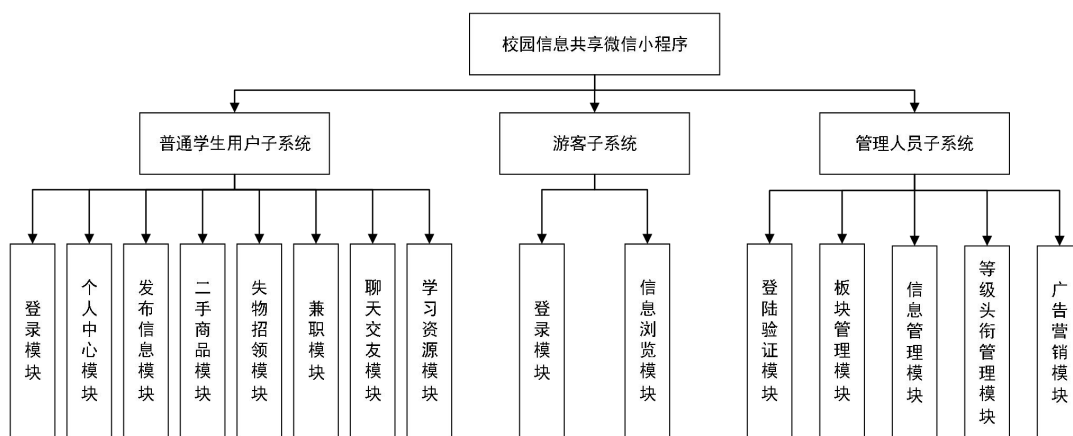 校园信息共享微信小程序
普通学生用户子系统
游客子系统
管理人员子系统
登录模块
个人中心模块
发布信息模块
二手商品模块
失物招领模块
兼职模块
聊天交友模块
学习资源模块
登录模块
信息浏览模块
登陆验证模块
板块管理模块
信息管理模块
等级头衔管理模块
广告营销模块